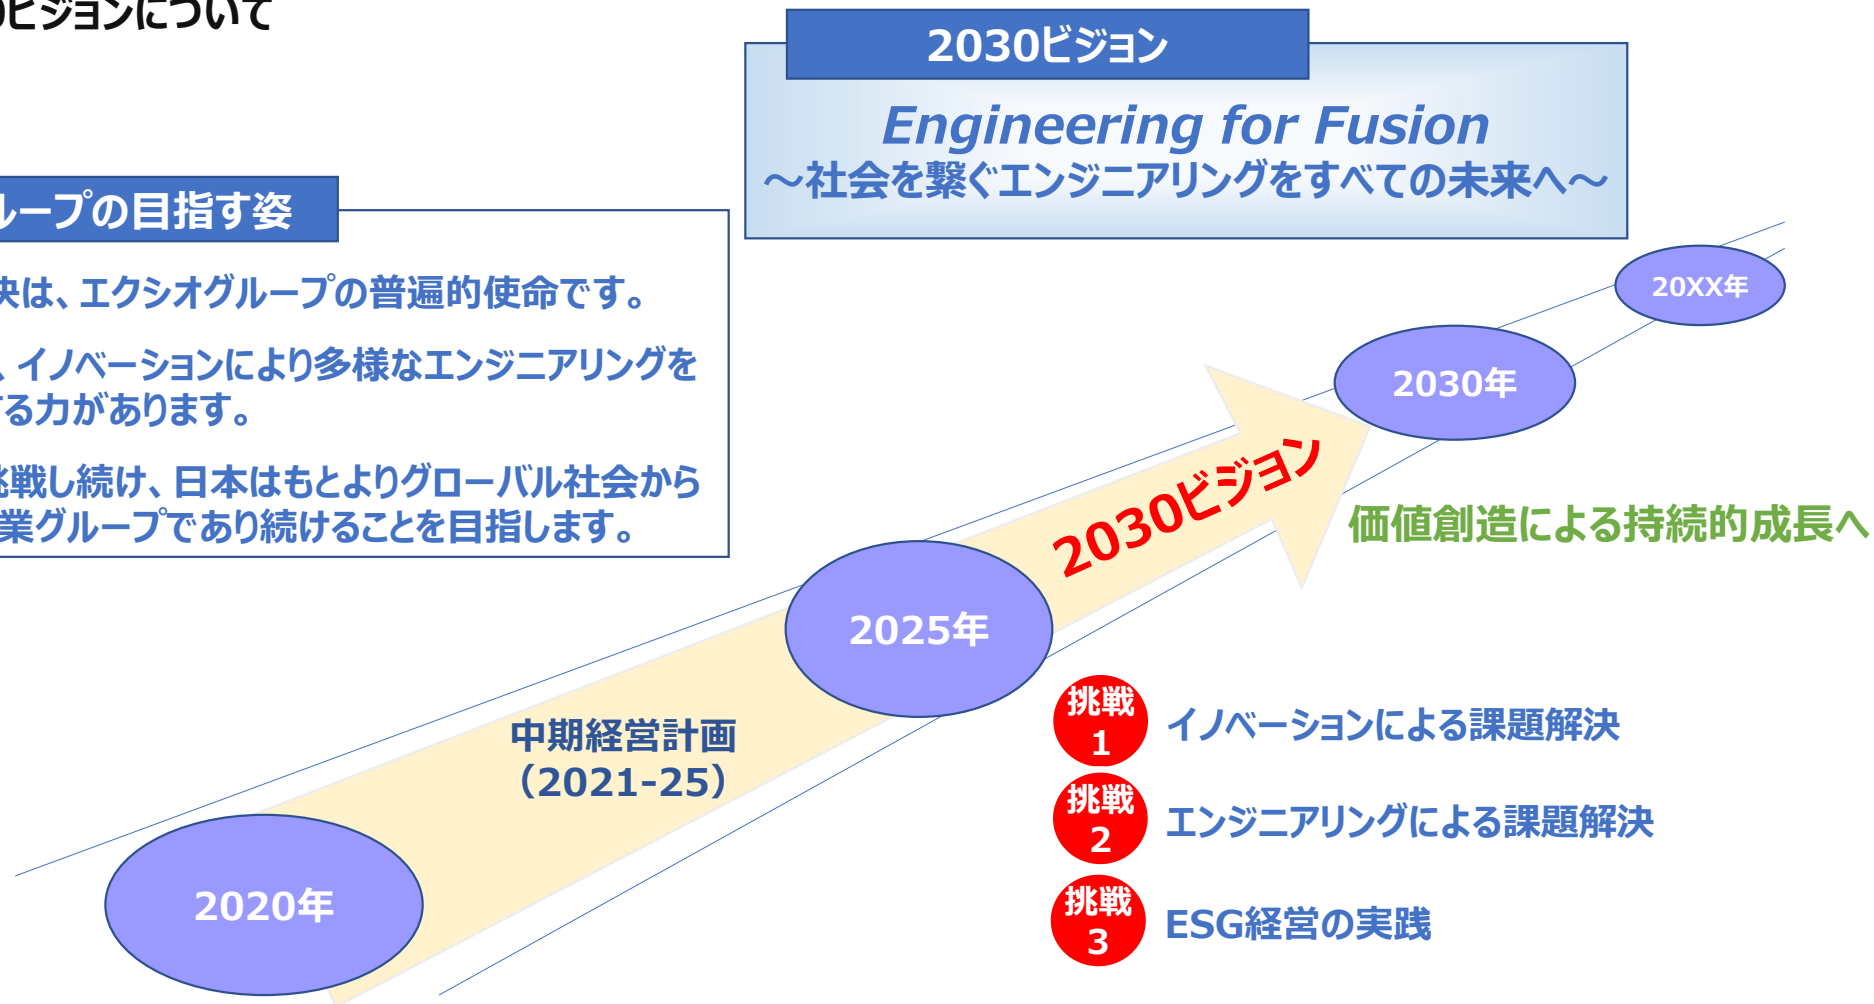 ビジョンについて
2030ビジョン
Engineering for Fusion
～社会を繋ぐエンジニアリングをすべての未来へ～
ループの目指す姿
決は、エクシオグループの普遍的使命です。
、イノベーションにより多様なエンジニアリングを
する力があります。
挑戦し続け、日本はもとよりグローバル社会から
業グループであり続けることを目指します。
20XX年
2030年
2030ビジョン
価値創造による持続的成長へ
2025年
中期経営計画
（2021-25）
2020年
挑戦
1
イノベーションによる課題解決
挑戦
2
エンジニアリングによる課題解決
挑戦
3
ESG経営の実践